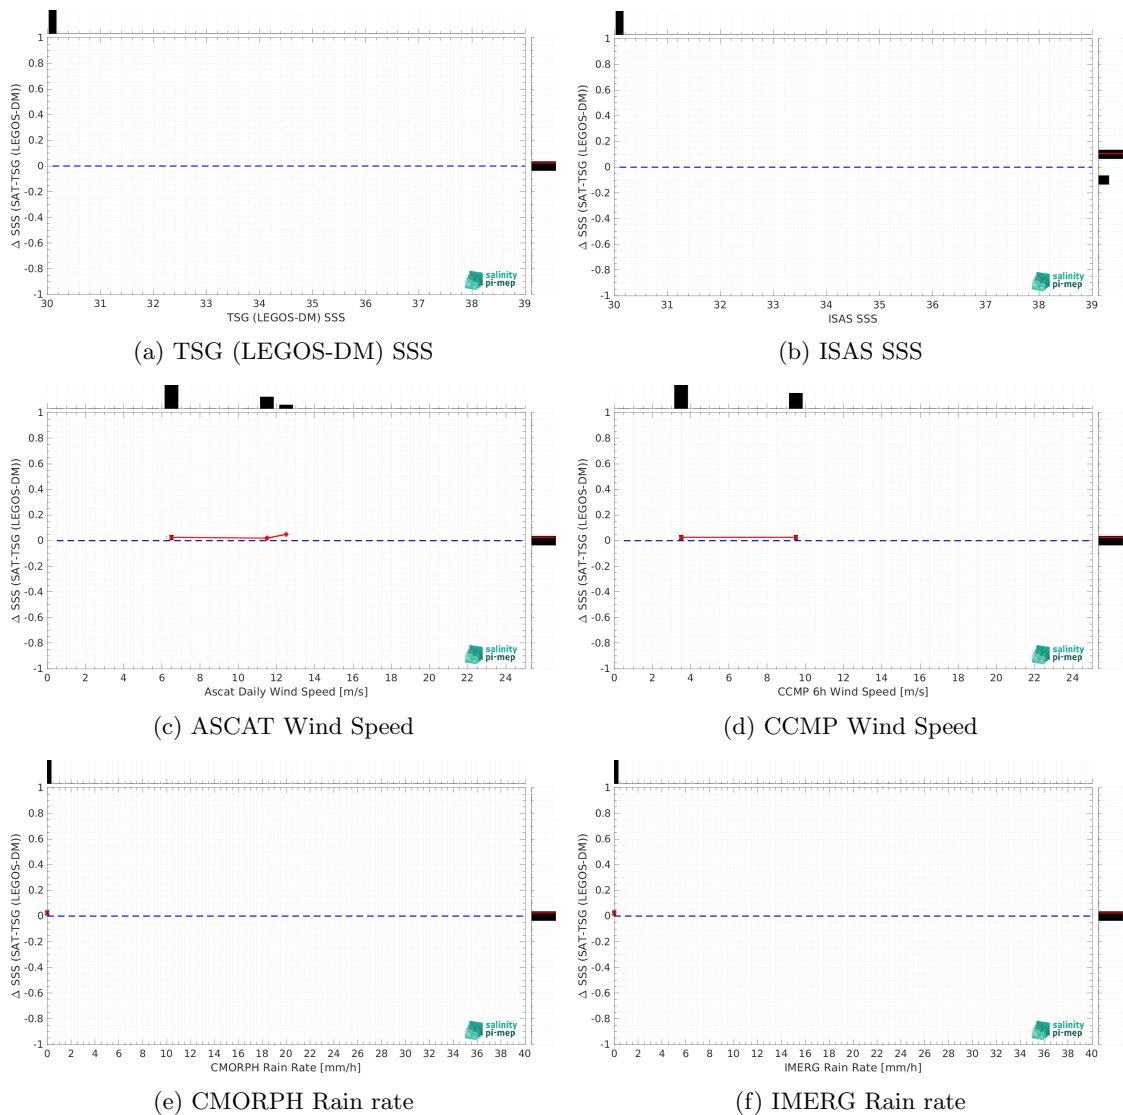 1
0.8
0.6
0.4
0.2
0
-0.2
-0.4
-0.6
-0.8
-1
Δ SSS (SAT-TSG (LEGOS-DM))
salinity
pi-mep
30 31 32 33 34 35 36 37 38 39
TSG (LEGOS-DM) SSS
(a) TSG (LEGOS-DM) SSS
1
0.8
0.6
0.4
0.2
0
-0.2
-0.4
-0.6
-0.8
-1
Δ SSS (SAT-TSG (LEGOS-DM))
salinity
pi-mep
30 31 32 33 34 35 36 37 38 39
ISAS SSS
(b) ISAS SSS
1
0.8
0.6
0.4
0.2
0
-0.2
-0.4
-0.6
-0.8
-1
Δ SSS (SAT-TSG (LEGOS-DM))
salinity
pi-mep
0 2 4 6 8 10 12 14 16 18 20 22 24
Ascat Daily Wind Speed [m/s]
(c) ASCAT Wind Speed
1
0.8
0.6
0.4
0.2
0
-0.2
-0.4
-0.6
-0.8
-1
Δ SSS (SAT-TSG (LEGOS-DM))
salinity
pi-mep
0 2 4 6 8 10 12 14 16 18 20 22 24
CCMP 6h Wind Speed [m/s]
(d) CCMP Wind Speed
1
0.8
0.6
0.4
0.2
0
-0.2
-0.4
-0.6
-0.8
-1
Δ SSS (SAT-TSG (LEGOS-DM))
salinity
pi-mep
0 2 4 6 8 10 12 14 16 18 20 22 24 26 28 30 32 34 36 38 40
CMORPH Rain Rate [mm/h]
(e) CMORPH Rain rate
1
0.8
0.6
0.4
0.2
0
-0.2
-0.4
-0.6
-0.8
-1
Δ SSS (SAT-TSG (LEGOS-DM))
salinity
pi-mep
0 2 4 6 8 10 12 14 16 18 20 22 24 26 28 30 32 34 36 38 40
IMERG Rain Rate [mm/h]
(f) IMERG Rain rate